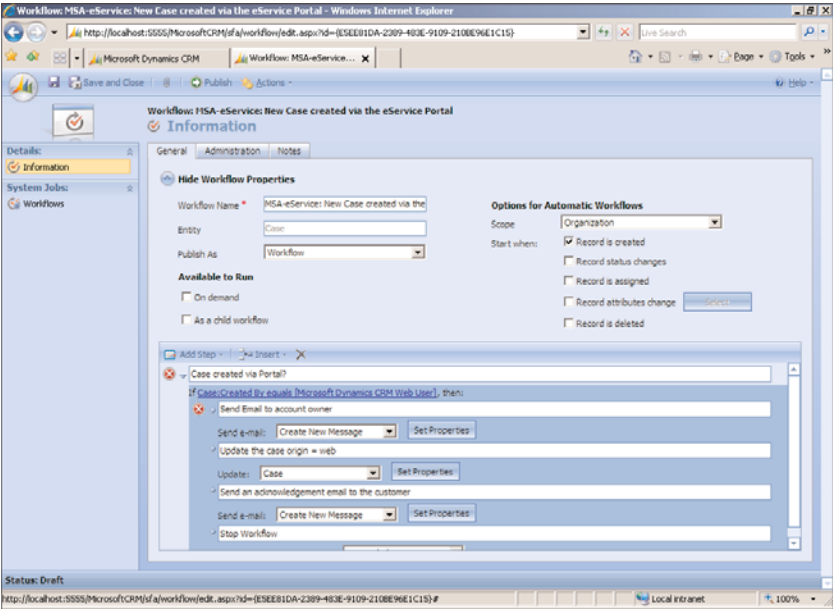 Workflow: MSA-eService: New Case created via the eService Portal - Windows Internet Explorer
http://localhost:5555/MicrosoftCRM/sfa/workflow/edit.aspx?id={E5EE81DA-2389-483E-9109-210BE96E1C15}
Live Search
Microsoft Dynamics CRM
Workflow: MSA-eService...
Page
Tools
Save and Close
Publish
Actions
Help
Workflow: MSA-eService: New Case created via the eService Portal
Information
Details:
Information
System Jobs:
Workflows
General Administration Notes
Hide Workflow Properties
Workflow Name * MSA-eService: New Case created via the
Entity Case
Publish As Workflow
Available to Run
On demand
As a child workflow
Options for Automatic Workflows
Scope Organization
Start when: Record is created
Record status changes
Record is assigned
Record attributes change Select
Record is deleted
Add Step Insert
Case created via Portal?
If Case:Created By equals [Microsoft Dynamics CRM Web User], then:
Send Email to account owner
Send e-mail: Create New Message Set Properties
Update the case origin = web
Update: Case Set Properties
Send an acknowledgement email to the customer
Send e-mail: Create New Message Set Properties
Stop Workflow
Status: Draft
http://localhost:5555/MicrosoftCRM/sfa/workflow/edit.aspx?id={E5EE81DA-2389-483E-9109-210BE96E1C15}#
Local intranet
100%